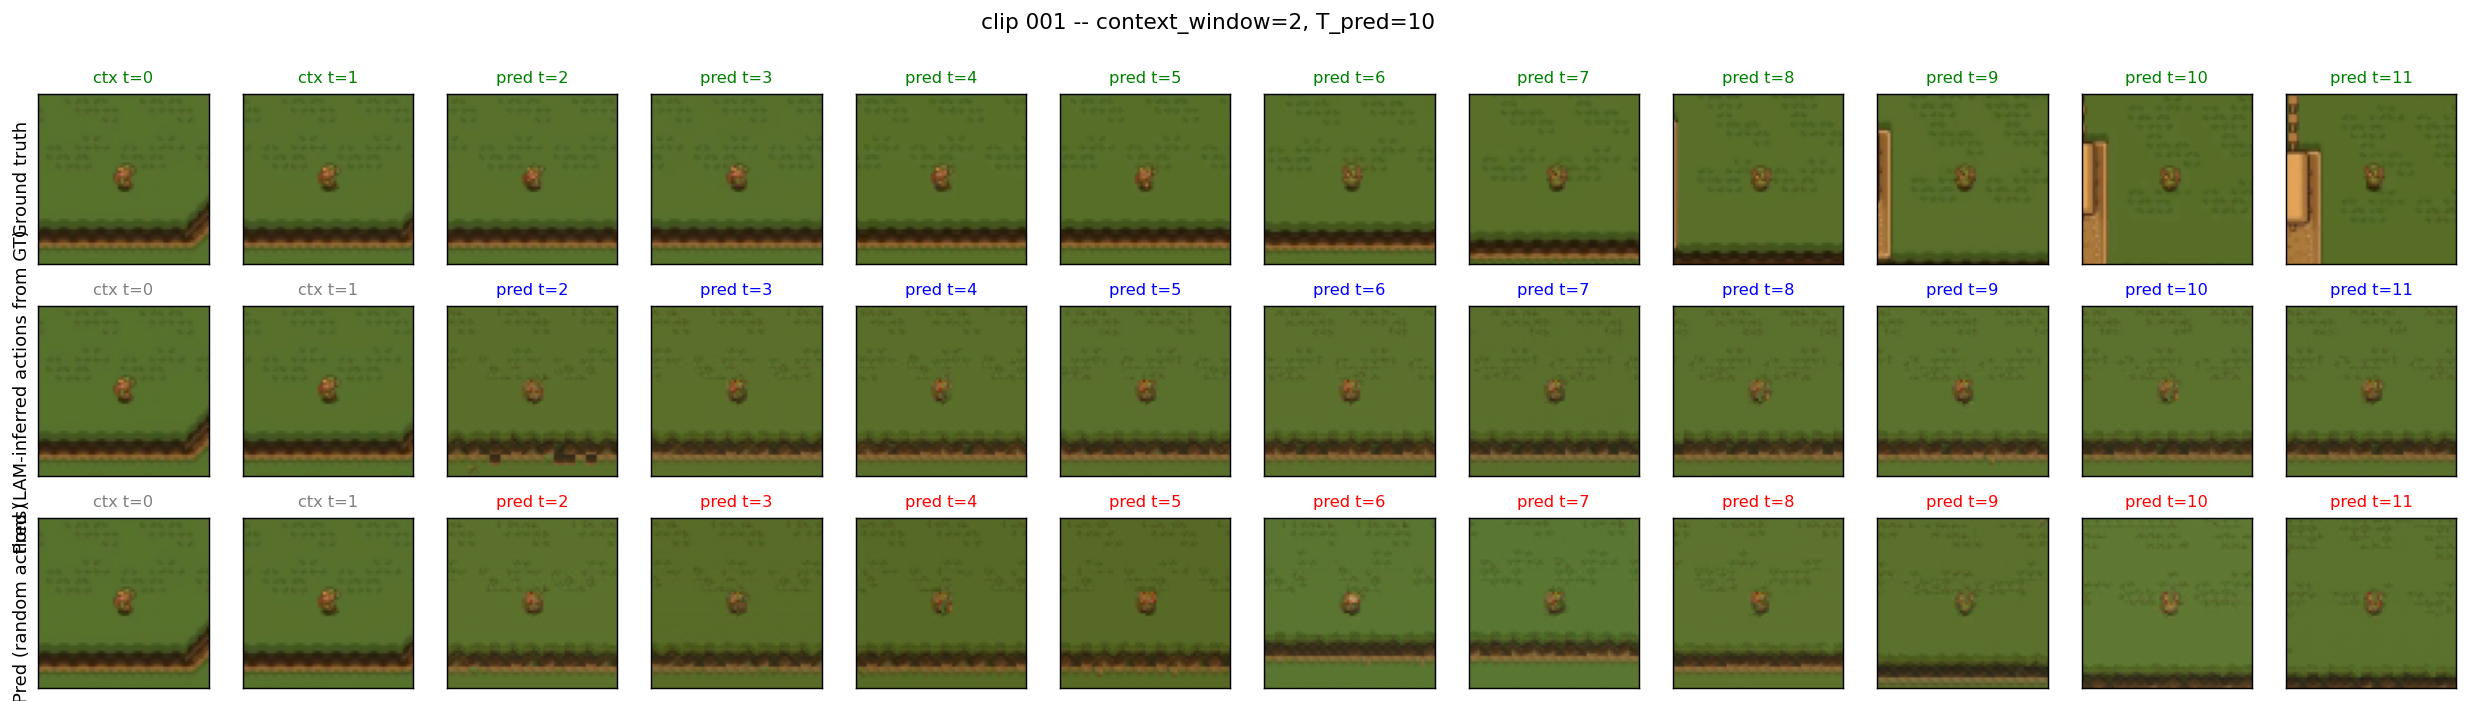 clip 001 -- context_window=2, T_pred=10
ctx t=0 ctx t=1 pred t=2 pred t=3 pred t=4 pred t=5 pred t=6 pred t=7 pred t=8 pred t=9 pred t=10 pred t=11
Ground truth
ctx t=0 ctx t=1 pred t=2 pred t=3 pred t=4 pred t=5 pred t=6 pred t=7 pred t=8 pred t=9 pred t=10 pred t=11
Pred (LAM-inferred actions from GT)
ctx t=0 ctx t=1 pred t=2 pred t=3 pred t=4 pred t=5 pred t=6 pred t=7 pred t=8 pred t=9 pred t=10 pred t=11
Pred (random actions)